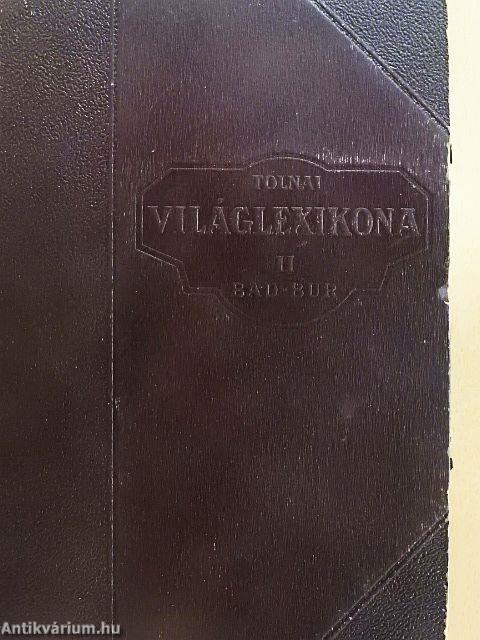 TOLNAI
VILÁGLEXIKONA
II
BAD-BUR
Antikvárium.hu